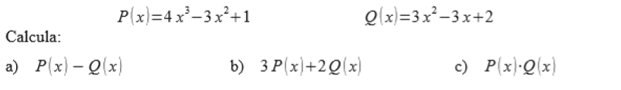 P(x)=4x³−3x²+1 Q(x)=3x²−3x+2
Calcula:
a) P(x)−Q(x) b) 3P(x)+2Q(x) c) P(x)·Q(x)